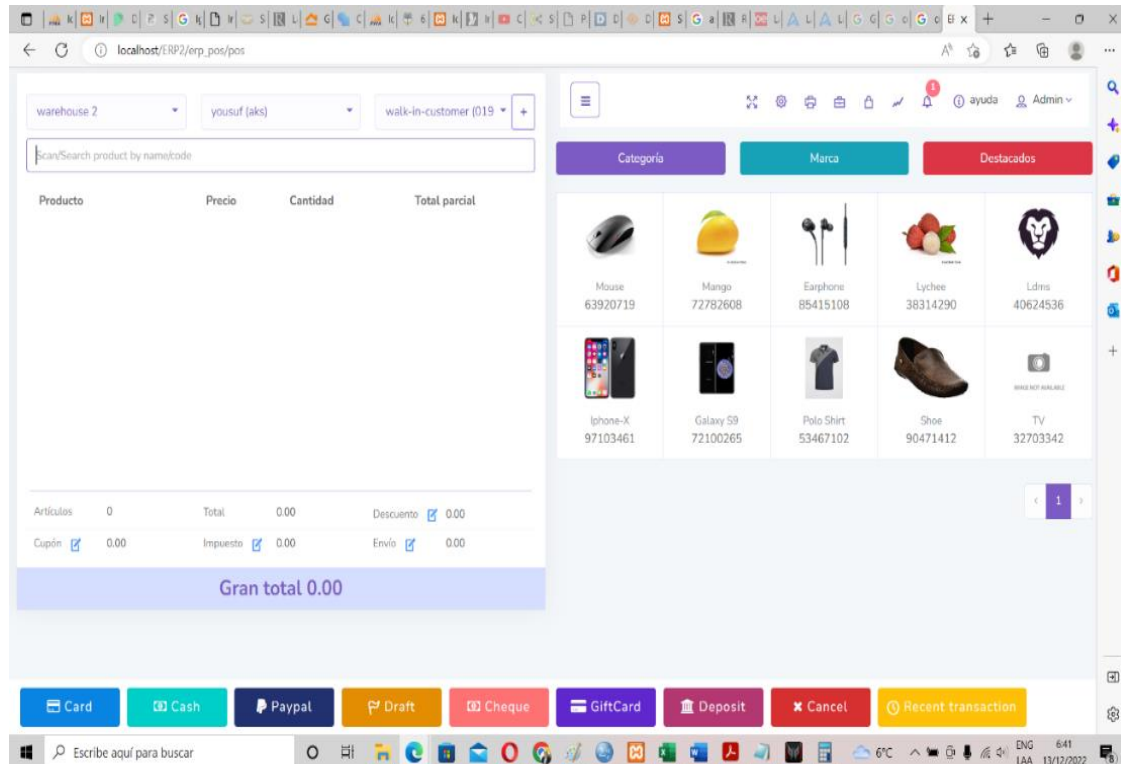 localhost/ERP2/erp_pos/pos
warehouse 2
yousuf (aks)
walk-in-customer (019
+
Scan/Search product by name/code
Producto Precio Cantidad Total parcial
Artículos 0 Total 0.00 Descuento 0.00
Cupón 0.00 Impuesto 0.00 Envío 0.00
Gran total 0.00
1
ayuda
Admin
Categoría
Marca
Destacados
Mouse
63920719
Mango
72782608
Earphone
85415108
Lychee
38314290
Ldms
40624536
Iphone-X
97103461
Galaxy S9
72100265
Polo Shirt
53467102
Shoe
90471412
IMAGE NOT AVAILABLE
TV
32703342
‹ 1 ›
Card
Cash
Paypal
Draft
Cheque
GiftCard
Deposit
Cancel
Recent transaction
Escribe aquí para buscar
6°C
ENG
LAA
6:41
13/12/2022